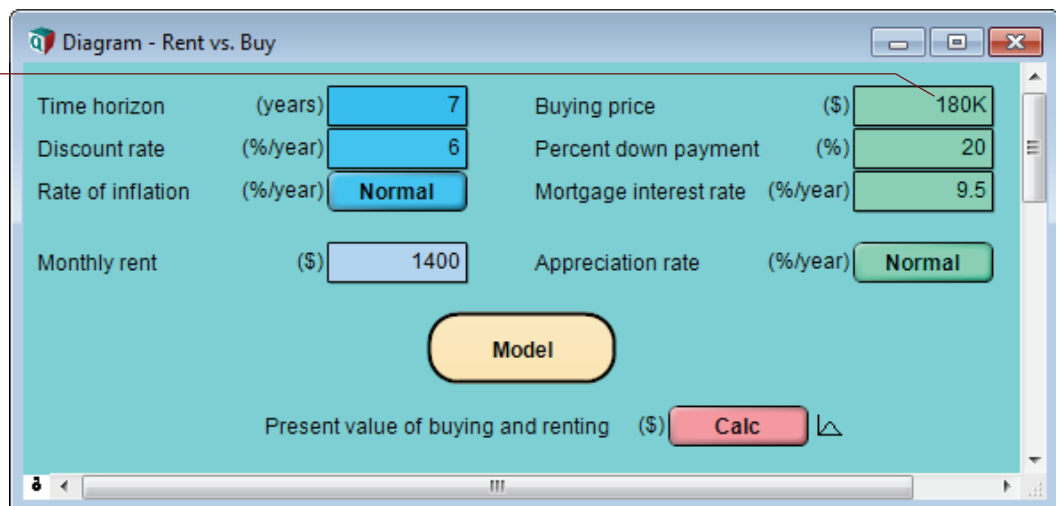 Diagram - Rent vs. Buy
Time horizon (years) 7 Buying price ($) 180K
Discount rate (%/year) 6 Percent down payment (%) 20
Rate of inflation (%/year) Normal Mortgage interest rate (%/year) 9.5
Monthly rent ($) 1400 Appreciation rate (%/year) Normal
Model
Present value of buying and renting ($) Calc